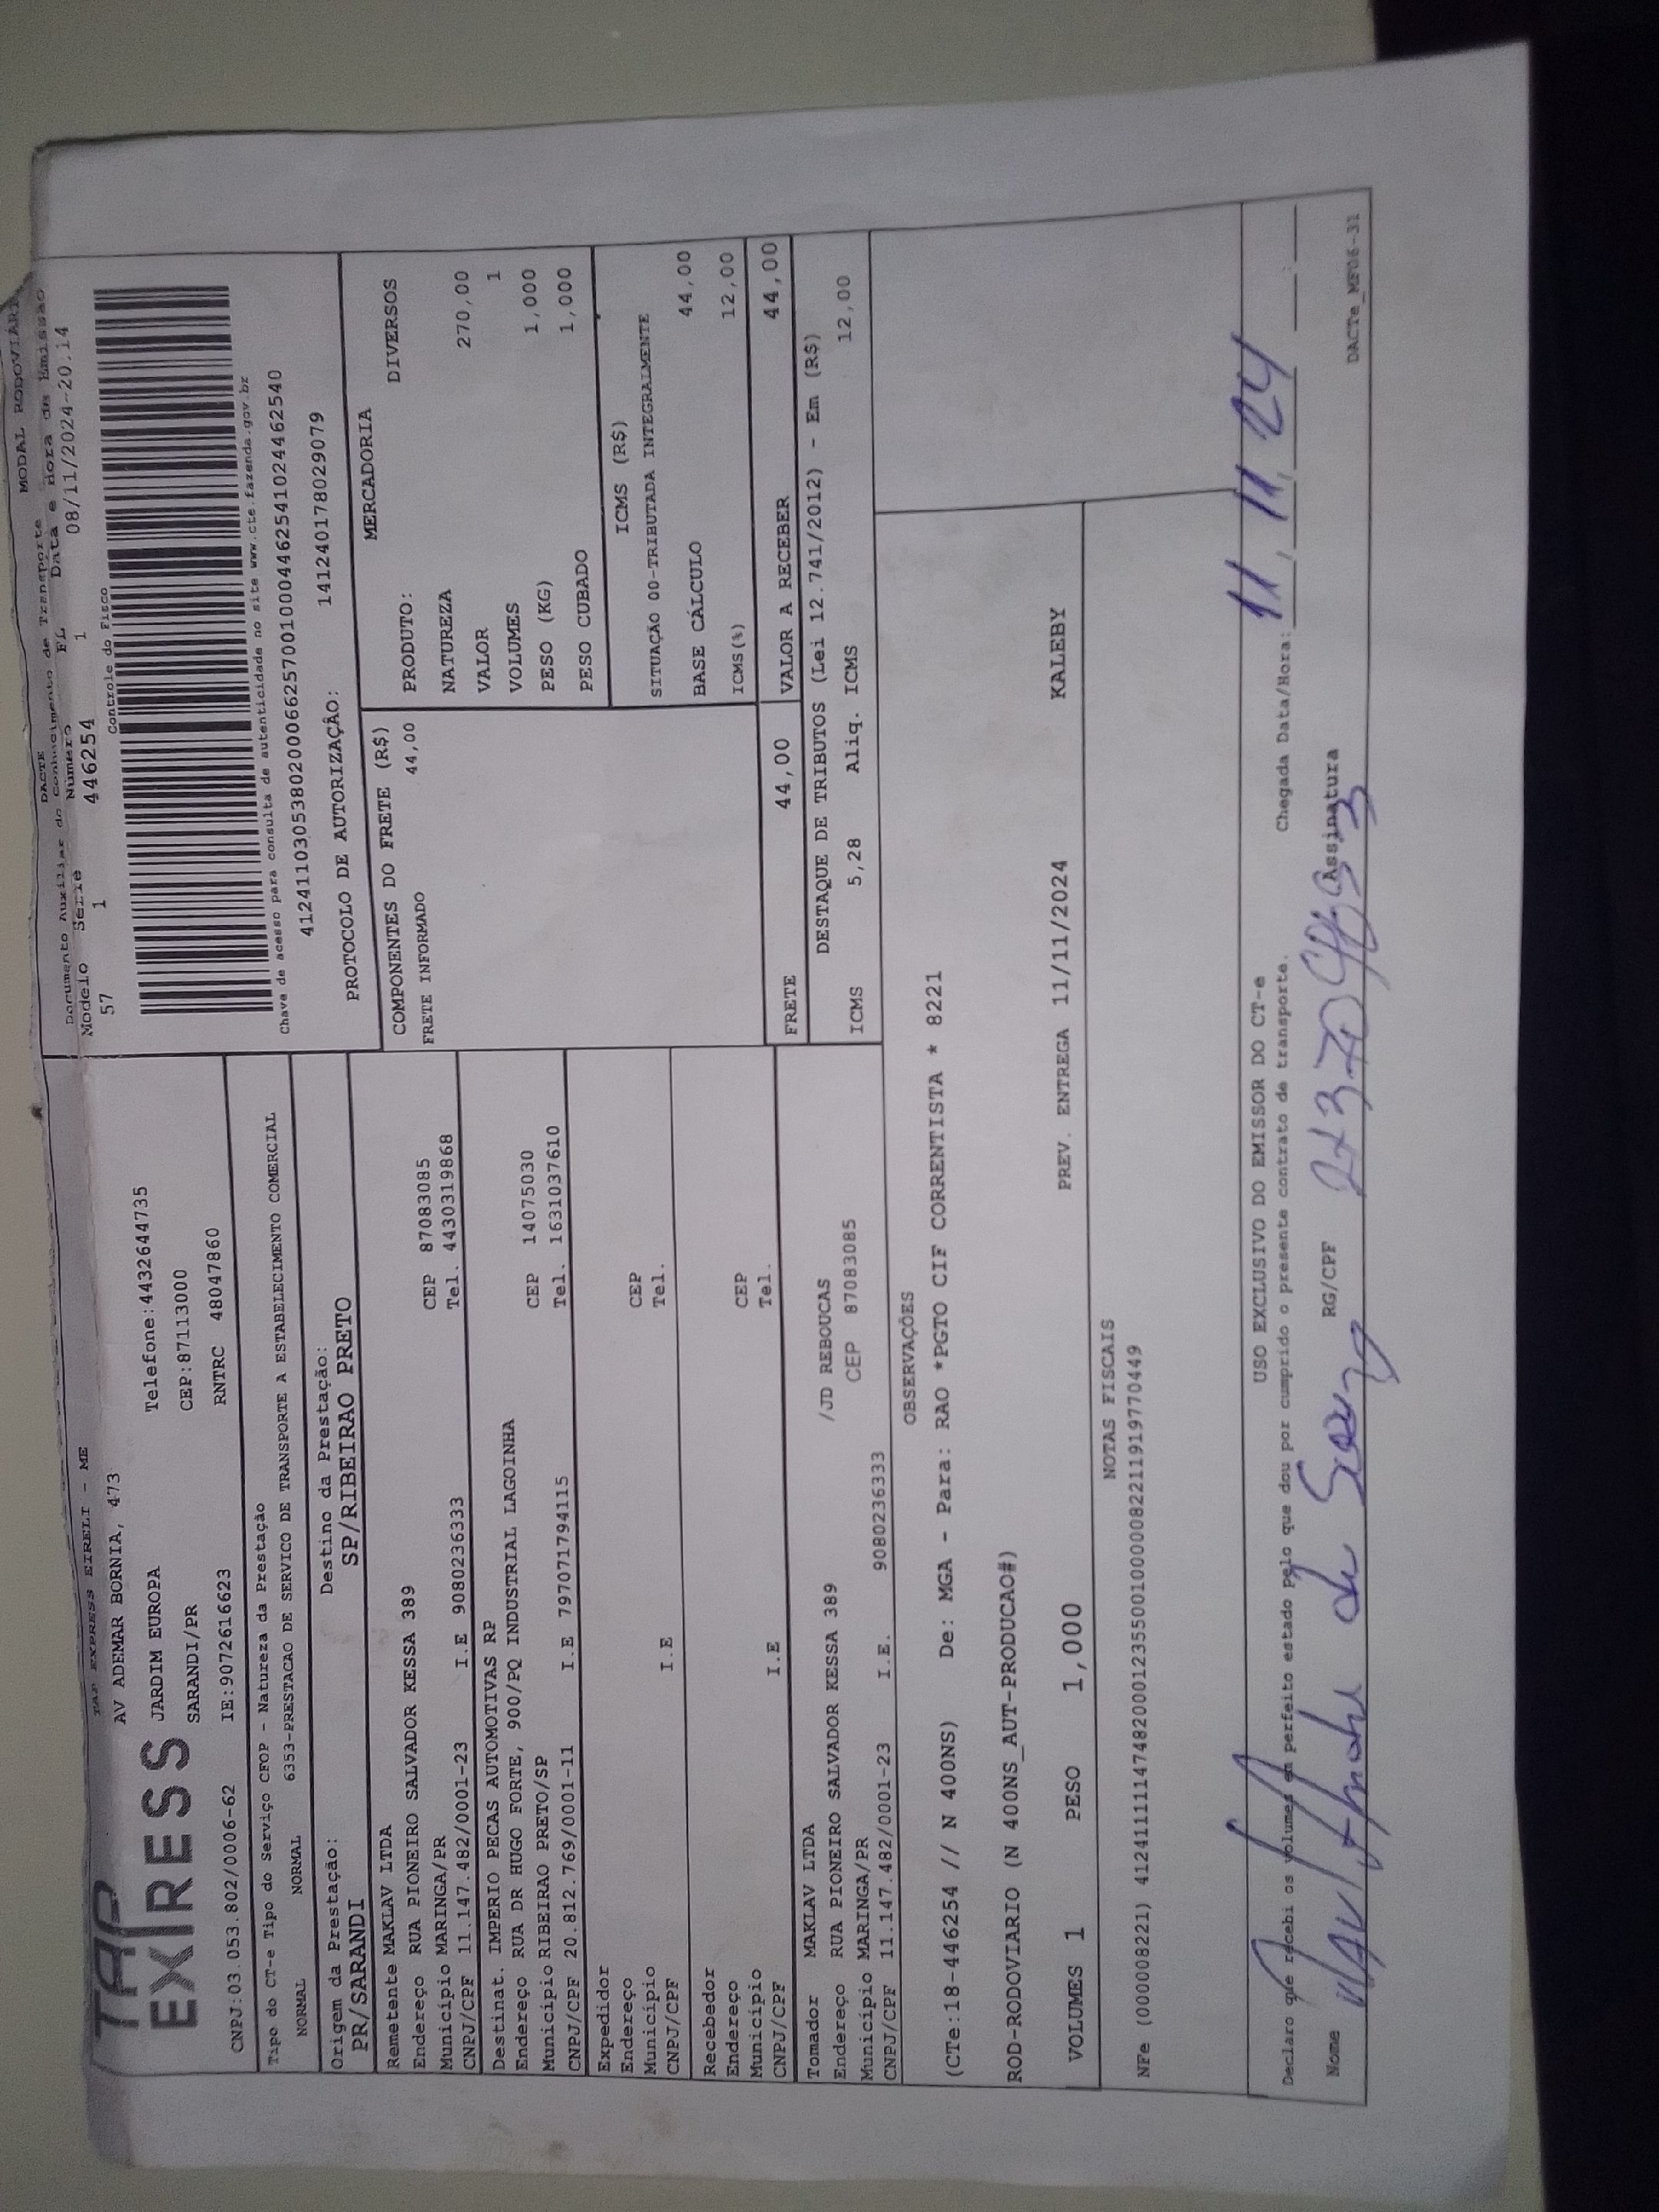 TAP
EXPRESS
TAP EXPRESS EIRELI - ME
AV ADEMAR BORNIA, 473
JARDIM EUROPA Telefone:4432644735
SARANDI/PR CEP:87113000
CNPJ:03.053.802/0006-62 IE:9072616623 RNTRC 48047860
Tipo do CT-e Tipo do Serviço CFOP - Natureza da Prestação
NORMAL NORMAL 6353-PRESTACAO DE SERVICO DE TRANSPORTE A ESTABELECIMENTO COMERCIAL
Origem da Prestação: Destino da Prestação:
PR/SARANDI SP/RIBEIRAO PRETO
DACTE MODAL RODOVIARI
Documento Auxiliar do Conhecimento de Transporte
Modelo Série Número FL Data e Hora de Emissão
57 1 446254 1 08/11/2024-20.14
Controle do Fisco
Chave de acesso para consulta de autenticidade no site www.cte.fazenda.gov.br
41241103053802000662570010004462541024462540
PROTOCOLO DE AUTORIZAÇÃO: 141240178029079
Remetente MAKLAV LTDA
Endereço RUA PIONEIRO SALVADOR KESSA 389
Município MARINGA/PR CEP 87083085
CNPJ/CPF 11.147.482/0001-23 I.E 9080236333 Tel. 4430319868
Destinat. IMPERIO PECAS AUTOMOTIVAS RP
Endereço RUA DR HUGO FORTE, 900/PQ INDUSTRIAL LAGOINHA
Município RIBEIRAO PRETO/SP CEP 14075030
CNPJ/CPF 20.812.769/0001-11 I.E 797071794115 Tel. 1631037610
Expedidor
Endereço
Município CEP
CNPJ/CPF I.E Tel.
Recebedor
Endereço
Município CEP
CNPJ/CPF I.E Tel.
Tomador MAKLAV LTDA
Endereço RUA PIONEIRO SALVADOR KESSA 389 /JD REBOUCAS
Município MARINGA/PR CEP 87083085
CNPJ/CPF 11.147.482/0001-23 I.E. 9080236333
COMPONENTES DO FRETE (R$)
FRETE INFORMADO 44,00
MERCADORIA
PRODUTO: DIVERSOS
NATUREZA
VALOR 270,00
VOLUMES 1
PESO (KG) 1,000
PESO CUBADO 1,000
ICMS (R$)
SITUAÇÃO 00-TRIBUTADA INTEGRALMENTE
BASE CÁLCULO 44,00
ICMS(%) 12,00
FRETE 44,00 VALOR A RECEBER 44,00
DESTAQUE DE TRIBUTOS (Lei 12.741/2012) - Em (R$)
ICMS 5,28 Aliq. ICMS 12,00
OBSERVAÇÕES
(CTe:18-446254 // N 400NS) De: MGA - Para: RAO *PGTO CIF CORRENTISTA * 8221
ROD-RODOVIARIO (N 400NS_AUT-PRODUCAO#)
VOLUMES 1 PESO 1,000 PREV. ENTREGA 11/11/2024 KALEBY
NOTAS FISCAIS
NFe (000008221) 41241111147482000123550010000082211919770449
USO EXCLUSIVO DO EMISSOR DO CT-e
Declaro que recebi os volumes em perfeito estado pelo que dou por cumprido o presente contrato de transporte. Chegada Data/Hora: 11/11/24
Nome de Souza RG/CPF Assinatura
DACTe_MF06-31